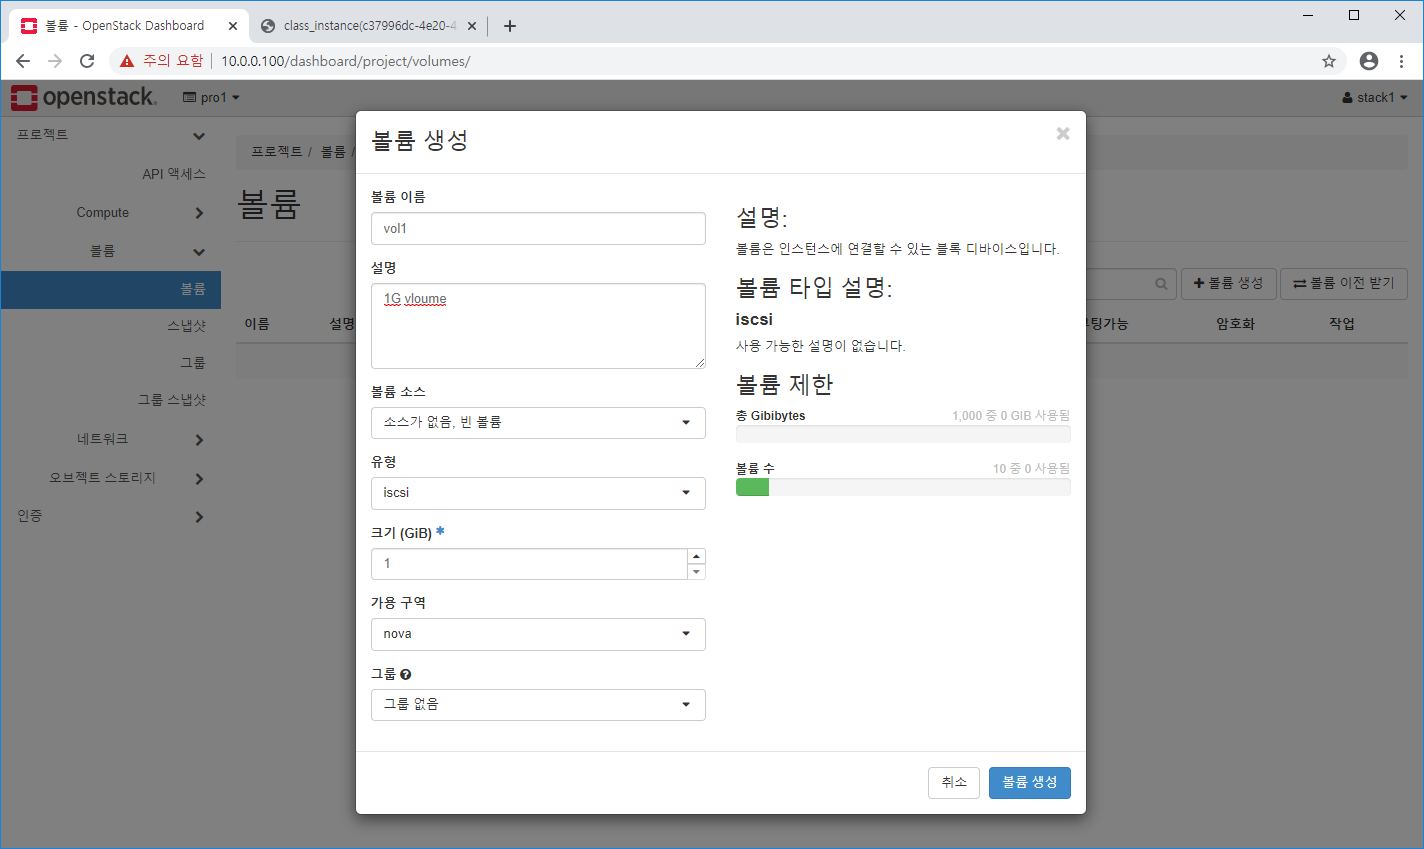 볼륨 - OpenStack Dashboard
class_instance(c37996dc-4e20-4
주의 요함
10.0.0.100/dashboard/project/volumes/
openstack.
pro1
stack1
프로젝트
API 액세스
Compute
볼륨
볼륨
스냅샷
그룹
그룹 스냅샷
네트워크
오브젝트 스토리지
인증
프로젝트 / 볼륨 /
볼륨
볼륨 생성
볼륨 이전 받기
이름
설명
팅가능
암호화
작업
볼륨 생성
볼륨 이름
vol1
설명
1G vloume
볼륨 소스
소스가 없음, 빈 볼륨
유형
iscsi
크기 (GiB) *
1
가용 구역
nova
그룹
그룹 없음
설명:
볼륨은 인스턴스에 연결할 수 있는 블록 디바이스입니다.
볼륨 타입 설명:
iscsi
사용 가능한 설명이 없습니다.
볼륨 제한
총 Gibibytes
1,000 중 0 GIB 사용됨
볼륨 수
10 중 0 사용됨
취소
볼륨 생성